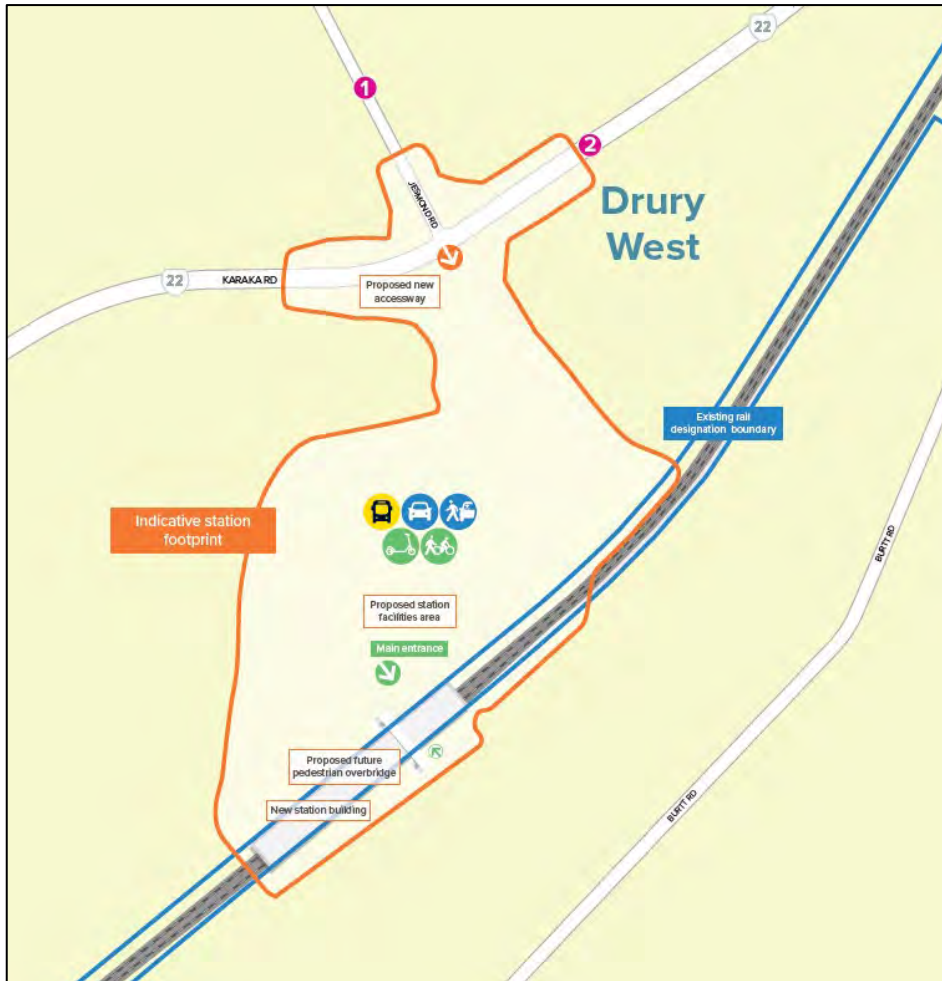 22
1
2
JESMOND RD
Drury
West
22
KARAKA RD
Proposed new
accessway
Existing rail
designation boundary
Indicative station
footprint
BURTT RD
Proposed station
facilities area
Main entrance
Proposed future
pedestrian overbridge
New station building
BURTT RD